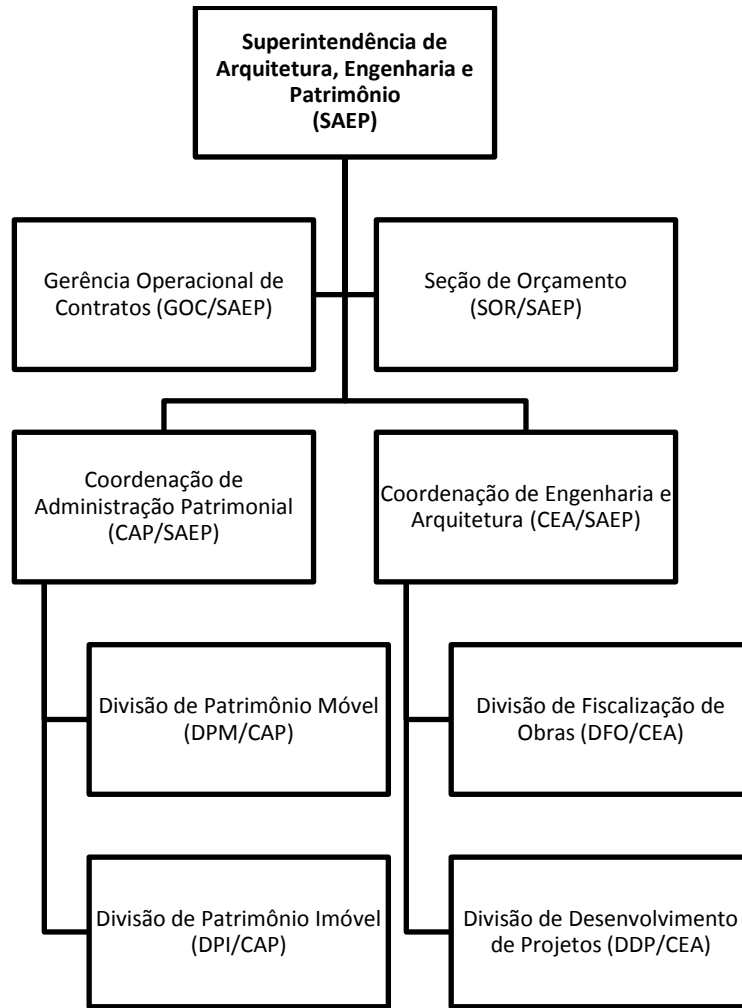 Superintendência de
Arquitetura, Engenharia e
Patrimônio
(SAEP)
Gerência Operacional de
Contratos (GOC/SAEP)
Seção de Orçamento
(SOR/SAEP)
Coordenação de
Administração Patrimonial
(CAP/SAEP)
Coordenação de Engenharia e
Arquitetura (CEA/SAEP)
Divisão de Patrimônio Móvel
(DPM/CAP)
Divisão de Fiscalização de
Obras (DFO/CEA)
Divisão de Patrimônio Imóvel
(DPI/CAP)
Divisão de Desenvolvimento
de Projetos (DDP/CEA)